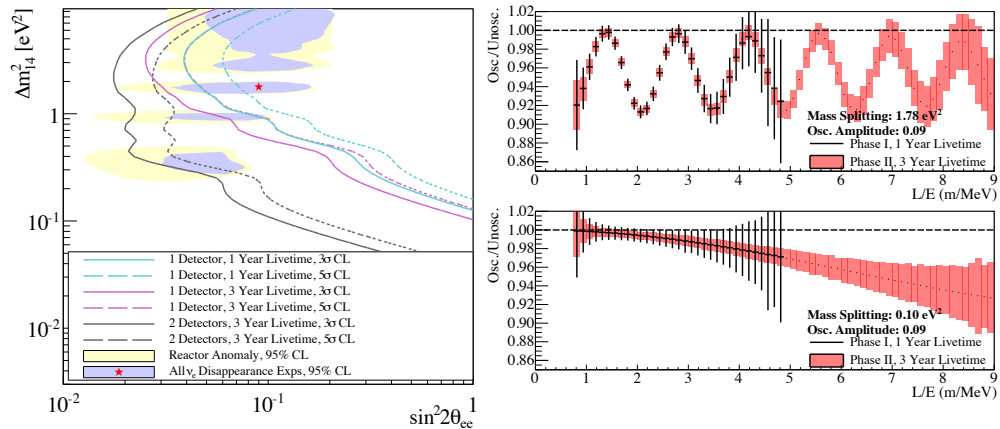 Δm²₁₄ [eV²]
1
10⁻¹
10⁻²
1 Detector, 1 Year Livetime, 3σ CL
1 Detector, 1 Year Livetime, 5σ CL
1 Detector, 3 Year Livetime, 3σ CL
1 Detector, 3 Year Livetime, 5σ CL
2 Detectors, 3 Year Livetime, 3σ CL
2 Detectors, 3 Year Livetime, 5σ CL
Reactor Anomaly, 95% CL
All νₑ Disappearance Exps, 95% CL
10⁻² 10⁻¹ 1
sin²2θₑₑ
Osc./Unosc.
1.02
1.00
0.98
0.96
0.94
0.92
0.90
0.88
0.86
Mass Splitting: 1.78 eV²
Osc. Amplitude: 0.09
Phase I, 1 Year Livetime
Phase II, 3 Year Livetime
0 1 2 3 4 5 6 7 8 9
L/E (m/MeV)
Osc./Unosc.
1.02
1.00
0.98
0.96
0.94
0.92
0.90
0.88
0.86
Mass Splitting: 0.10 eV²
Osc. Amplitude: 0.09
Phase I, 1 Year Livetime
Phase II, 3 Year Livetime
0 1 2 3 4 5 6 7 8 9
L/E (m/MeV)